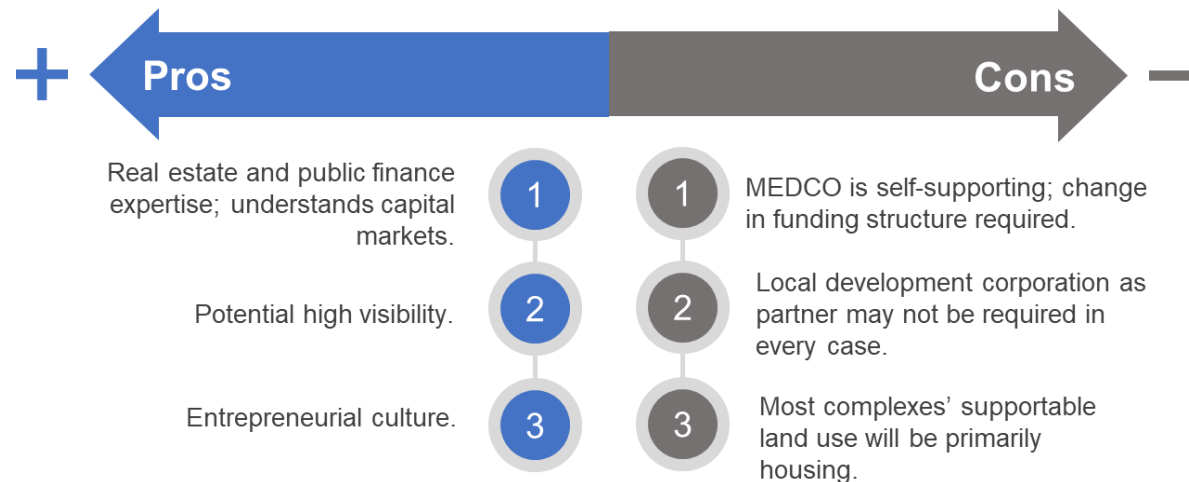 +
Pros
Cons
−
Real estate and public finance
expertise; understands capital
markets.
1
Potential high visibility.
2
Entrepreneurial culture.
3
1
MEDCO is self-supporting; change
in funding structure required.
2
Local development corporation as
partner may not be required in
every case.
3
Most complexes’ supportable
land use will be primarily
housing.